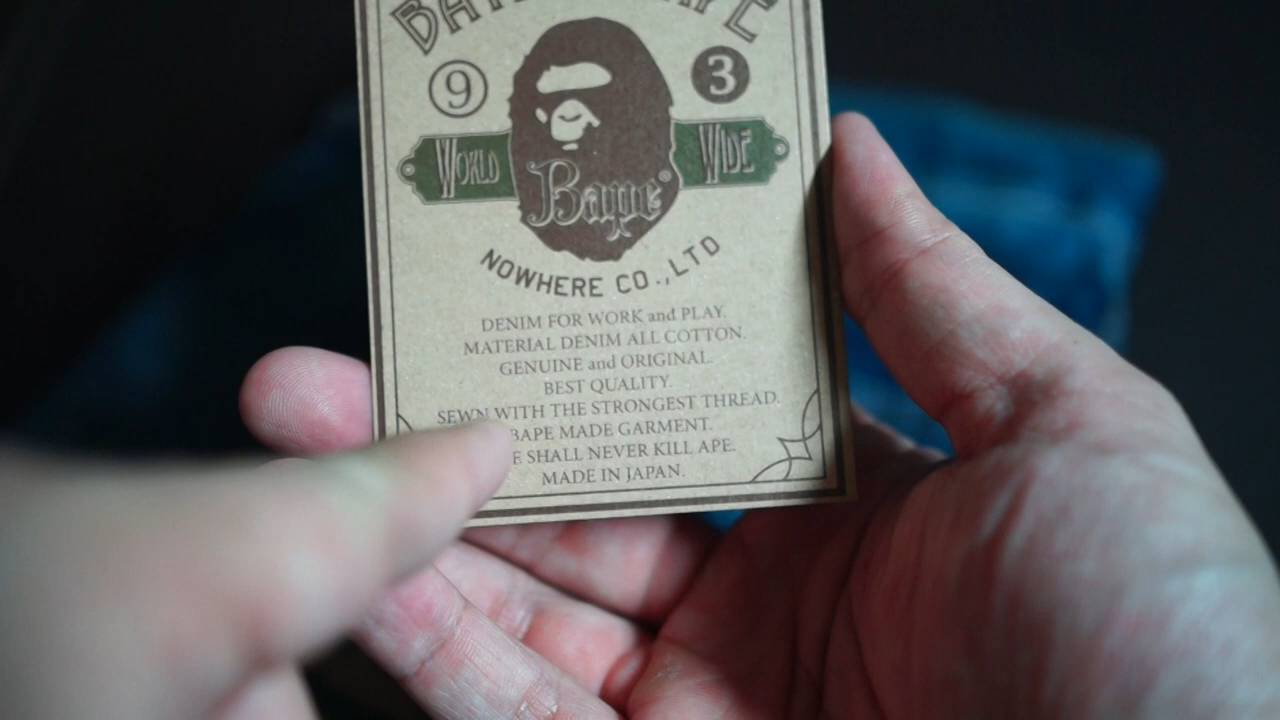 9 3
WORLD WIDE
Bape®
NOWHERE CO.,LTD
DENIM FOR WORK and PLAY.
MATERIAL DENIM ALL COTTON.
GENUINE and ORIGINAL.
BEST QUALITY.
SEWN WITH THE STRONGEST THREAD.
BAPE MADE GARMENT.
SHALL NEVER KILL APE.
MADE IN JAPAN.